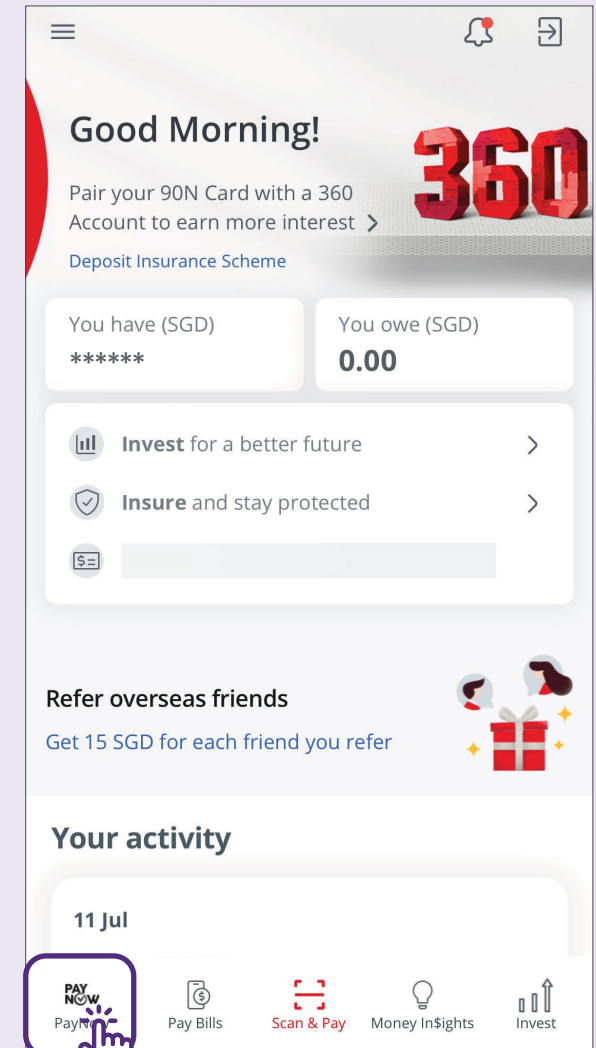 Good Morning!
360
Pair your 90N Card with a 360
Account to earn more interest >
Deposit Insurance Scheme
You have (SGD)
******
You owe (SGD)
0.00
Invest for a better future
Insure and stay protected
Refer overseas friends
Get 15 SGD for each friend you refer
Your activity
11 Jul
PAY
NOW
PayNow
Pay Bills
Scan & Pay
Money In$ights
Invest